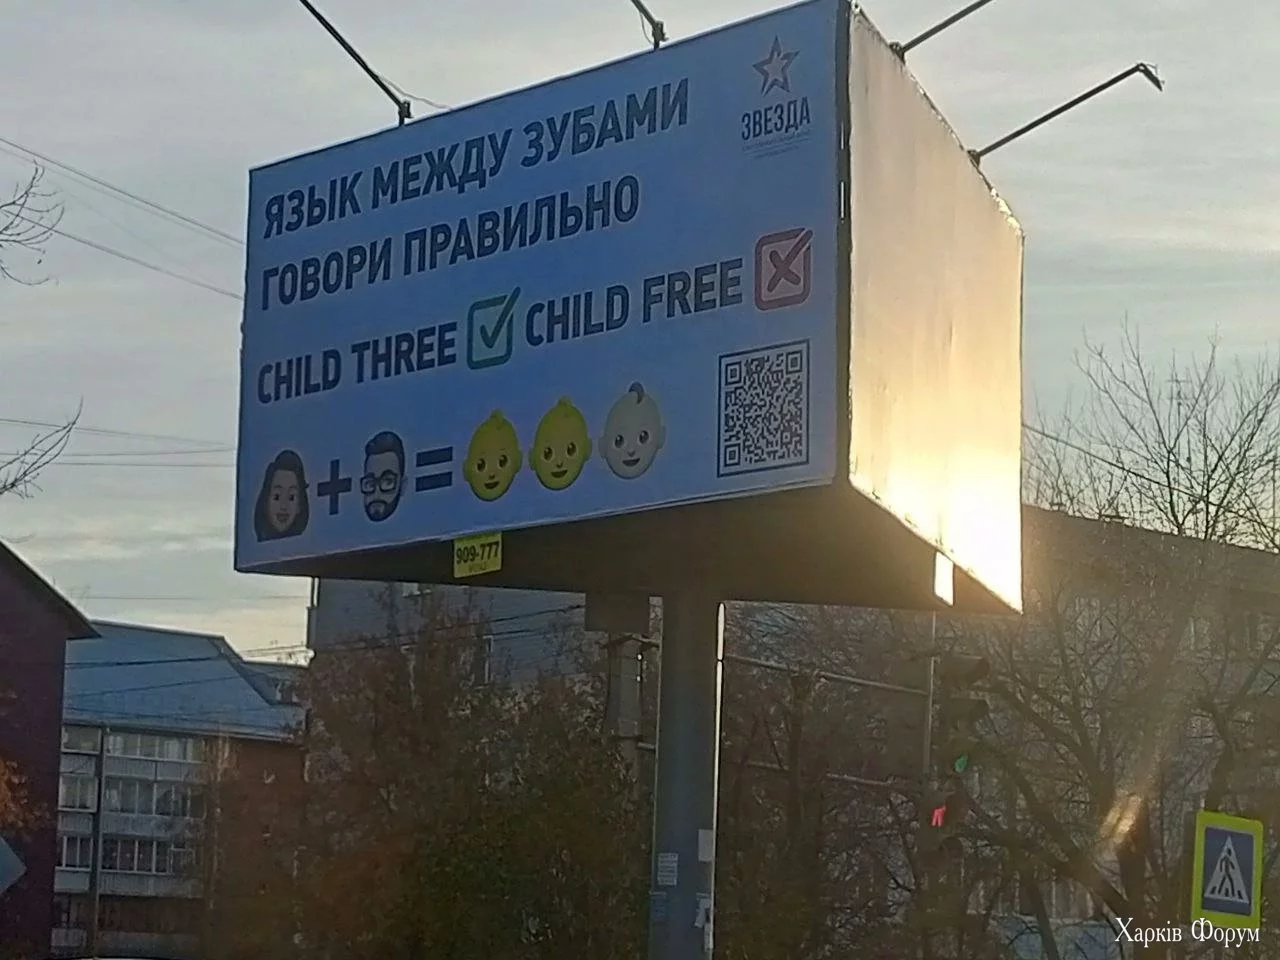 ЯЗЫК МЕЖДУ ЗУБАМИ
ГОВОРИ ПРАВИЛЬНО
CHILD THREE CHILD FREE
ЗВЕЗДА
909-777
Харків Форум